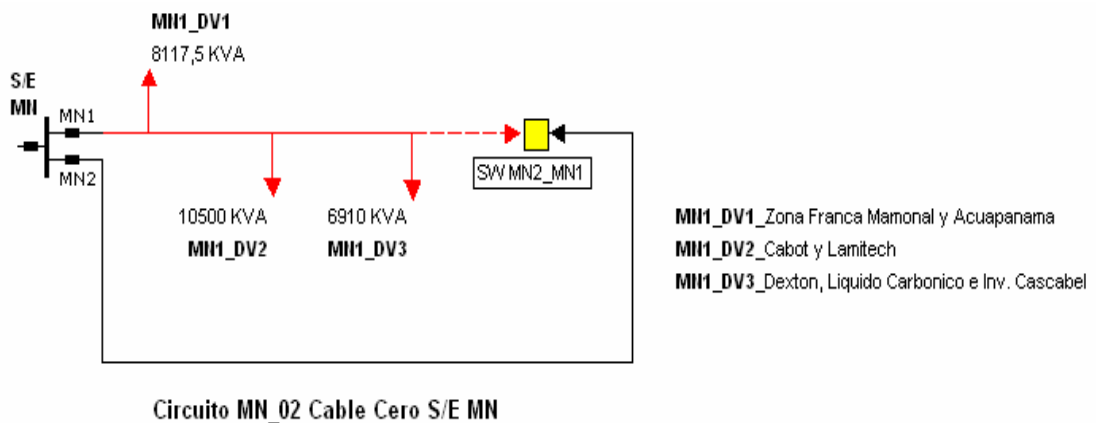 MN1_DV1
8117,5 KVA
S/E
MN
MN1
MN2
SW MN2_MN1
10500 KVA
MN1_DV2
6910 KVA
MN1_DV3
MN1_DV1_Zona Franca Mamonal y Acuapanama
MN1_DV2_Cabot y Lamitech
MN1_DV3_Dexton, Liquido Carbonico e Inv. Cascabel
Circuito MN_02 Cable Cero S/E MN